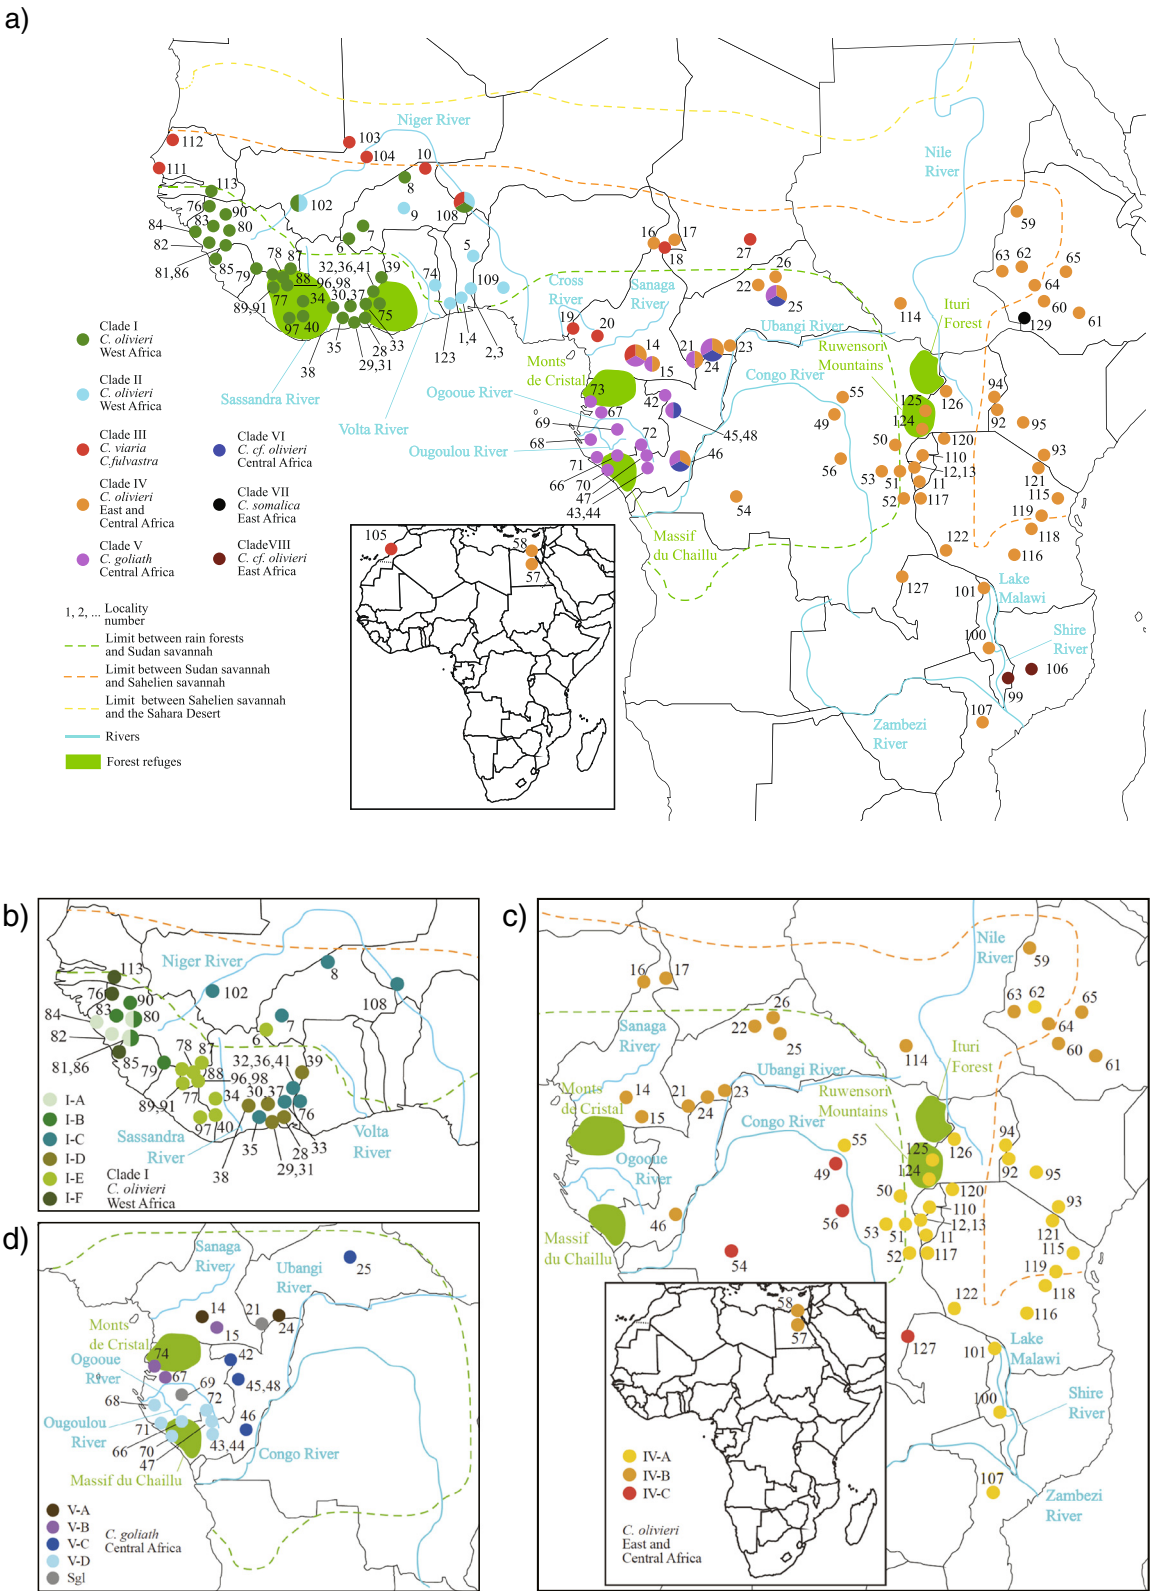 a)
Niger River
Nile
River
112
103
104
10
111
113
8
76
90
84
83
80
82
81,86
85
102
9
7
6
108
5
59
16
17
18
27
63
62
65
64
60
61
129
79
78
87
88
32,36,41
39
96,98
30,37
34
77
89,91
97
40
75
35
38
33
28
29,31
74
109
123
1,4
2,3
Cross
River
Sanaga
River
19
20
22
26
25
Ubangi River
114
Ituri
Forest
Ruwensori
Mountains
Congo River
14
15
21
24
23
Monts
de Cristal
Ogooue River
73
67
42
69
68
72
Ougoulou River
71
66
70
47
43,44
45,48
46
55
49
56
54
125
124
126
94
92
95
50
120
110
12,13
53
51
11
52
117
93
121
115
119
118
116
122
127
Sassandra River
Volta River
Massif
du Chaillu
101
Lake
Malawi
100
Shire
River
106
99
107
Zambezi
River
105
58
57
Clade I
C. olivieri
West Africa
Clade II
C. olivieri
West Africa
Clade III
C. viaria
C.fulvastra
Clade IV
C. olivieri
East and
Central Africa
Clade V
C. goliath
Central Africa
Clade VI
C. cf. olivieri
Central Africa
Clade VII
C. somalica
East Africa
CladeVIII
C. cf. olivieri
East Africa
1, 2, ... Locality
number
Limit between rain forests
and Sudan savannah
Limit between Sudan savannah
and Sahelien savannah
Limit between Sahelien savannah
and the Sahara Desert
Rivers
Forest refuges
b)
Niger River
113
76
90
83
80
84
82
81,86
85
79
78
87
88
102
8
108
7
6
32,36,41
39
96,98
30,37
34
77
89,91
97
40
76
35
38
33
28
29,31
Sassandra
River
Volta
River
I-A
I-B
I-C
I-D
I-E
I-F
Clade I
C. olivieri
West Africa
c)
Nile
River
16
17
59
63
62
65
64
60
61
Sanaga
River
22
26
25
Ubangi River
114
Ituri
Forest
Ruwensori
Mountains
Monts
de Cristal
14
15
21
24
23
Congo River
Ogooue
River
55
49
56
54
46
Massif
du Chaillu
125
124
126
94
92
95
50
120
110
12,13
53
51
11
52
117
93
121
115
119
118
116
122
127
101
Lake
Malawi
100
Shire
River
107
Zambezi
River
58
57
IV-A
IV-B
IV-C
C. olivieri
East and
Central Africa
d)
Sanaga
River
Ubangi
River
25
14
15
21
24
Monts
de Cristal
Ogooue
River
74
67
42
45,48
69
68
72
Ougoulou
River
71
66
70
47
43,44
46
Congo River
Massif du Chaillu
V-A
V-B
V-C
V-D
Sgl
C. goliath
Central Africa